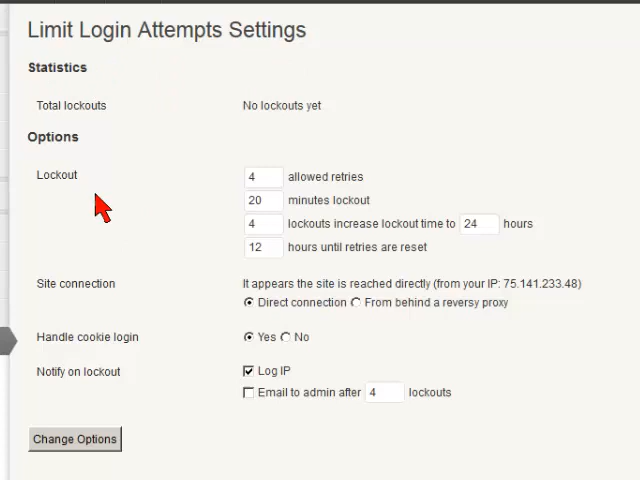 Limit Login Attempts Settings
Statistics
Total lockouts No lockouts yet
Options
Lockout 4 allowed retries
20 minutes lockout
4 lockouts increase lockout time to 24 hours
12 hours until retries are reset
Site connection It appears the site is reached directly (from your IP: 75.141.233.48)
Direct connection From behind a reversy proxy
Handle cookie login Yes No
Notify on lockout Log IP
Email to admin after 4 lockouts
Change Options